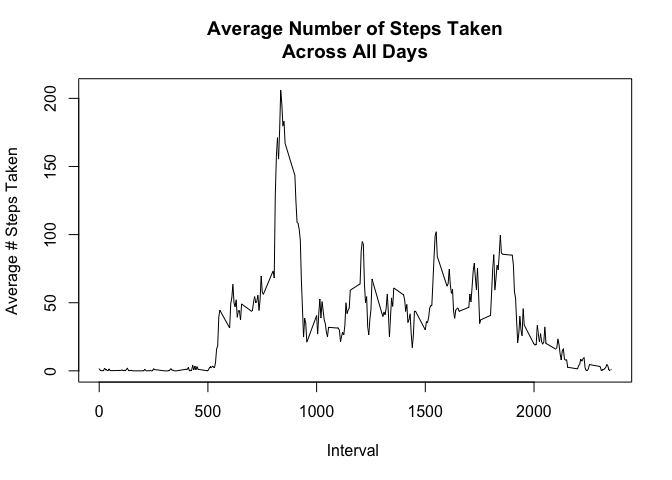 Average Number of Steps Taken
Across All Days
Average # Steps Taken
200
150
100
50
0
0 500 1000 1500 2000
Interval